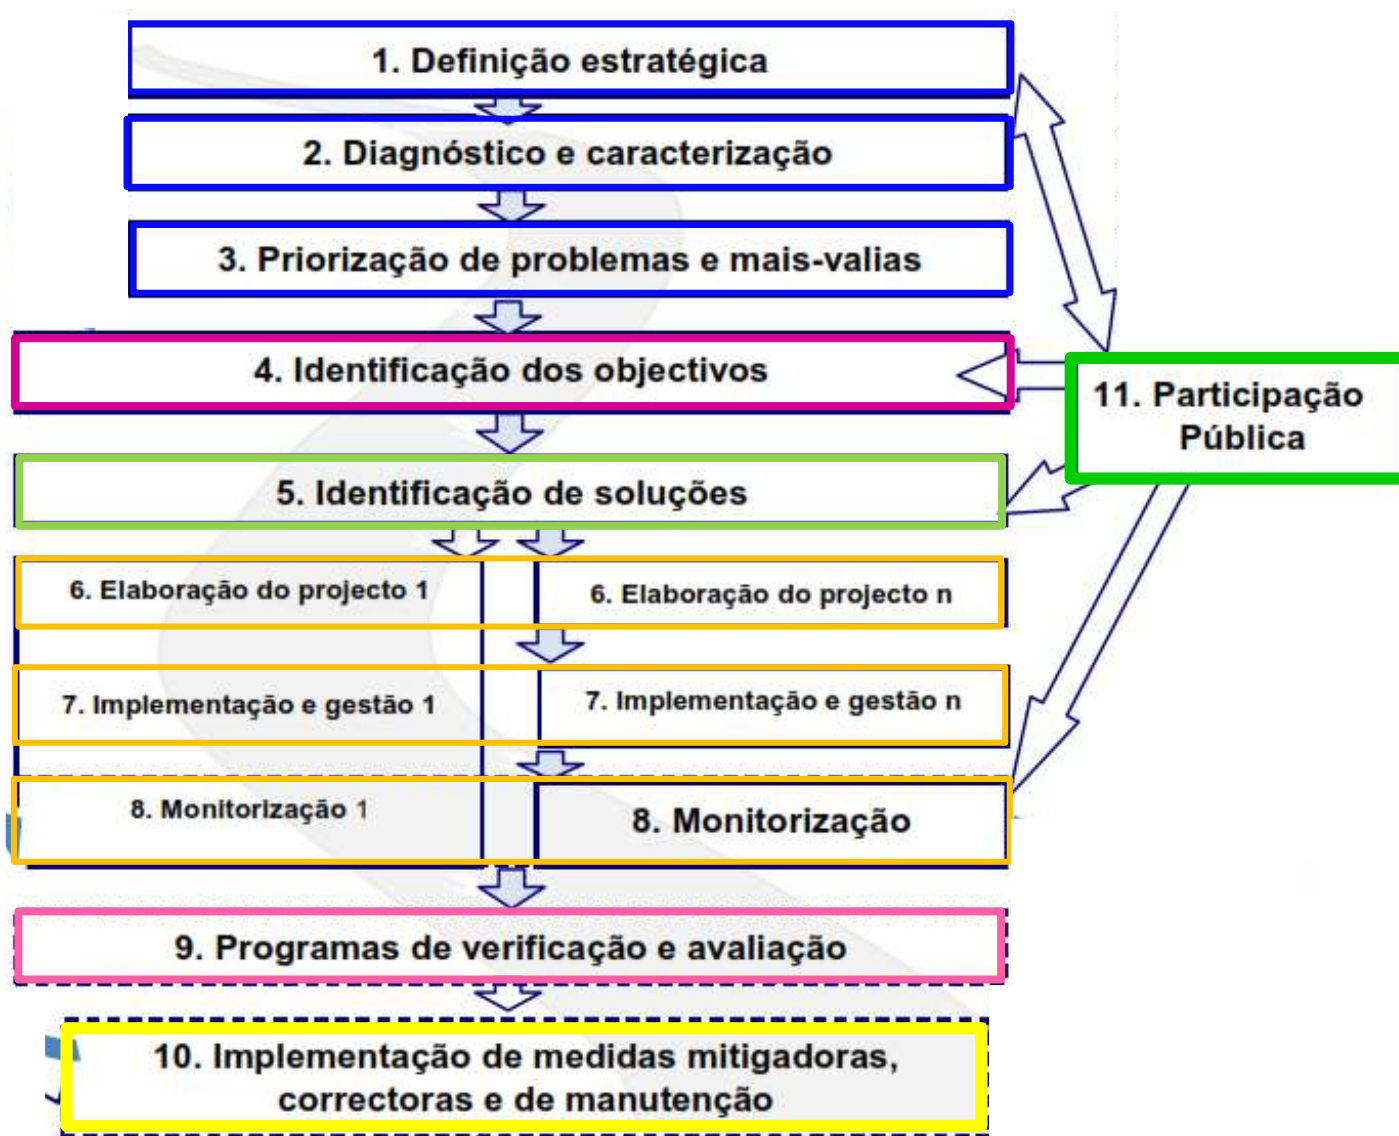 1. Definição estratégica
2. Diagnóstico e caracterização
3. Priorização de problemas e mais-valias
4. Identificação dos objectivos
11. Participação
Pública
5. Identificação de soluções
6. Elaboração do projecto 1
6. Elaboração do projecto n
7. Implementação e gestão 1
7. Implementação e gestão n
8. Monitorização 1
8. Monitorização
9. Programas de verificação e avaliação
10. Implementação de medidas mitigadoras,
correctoras e de manutenção